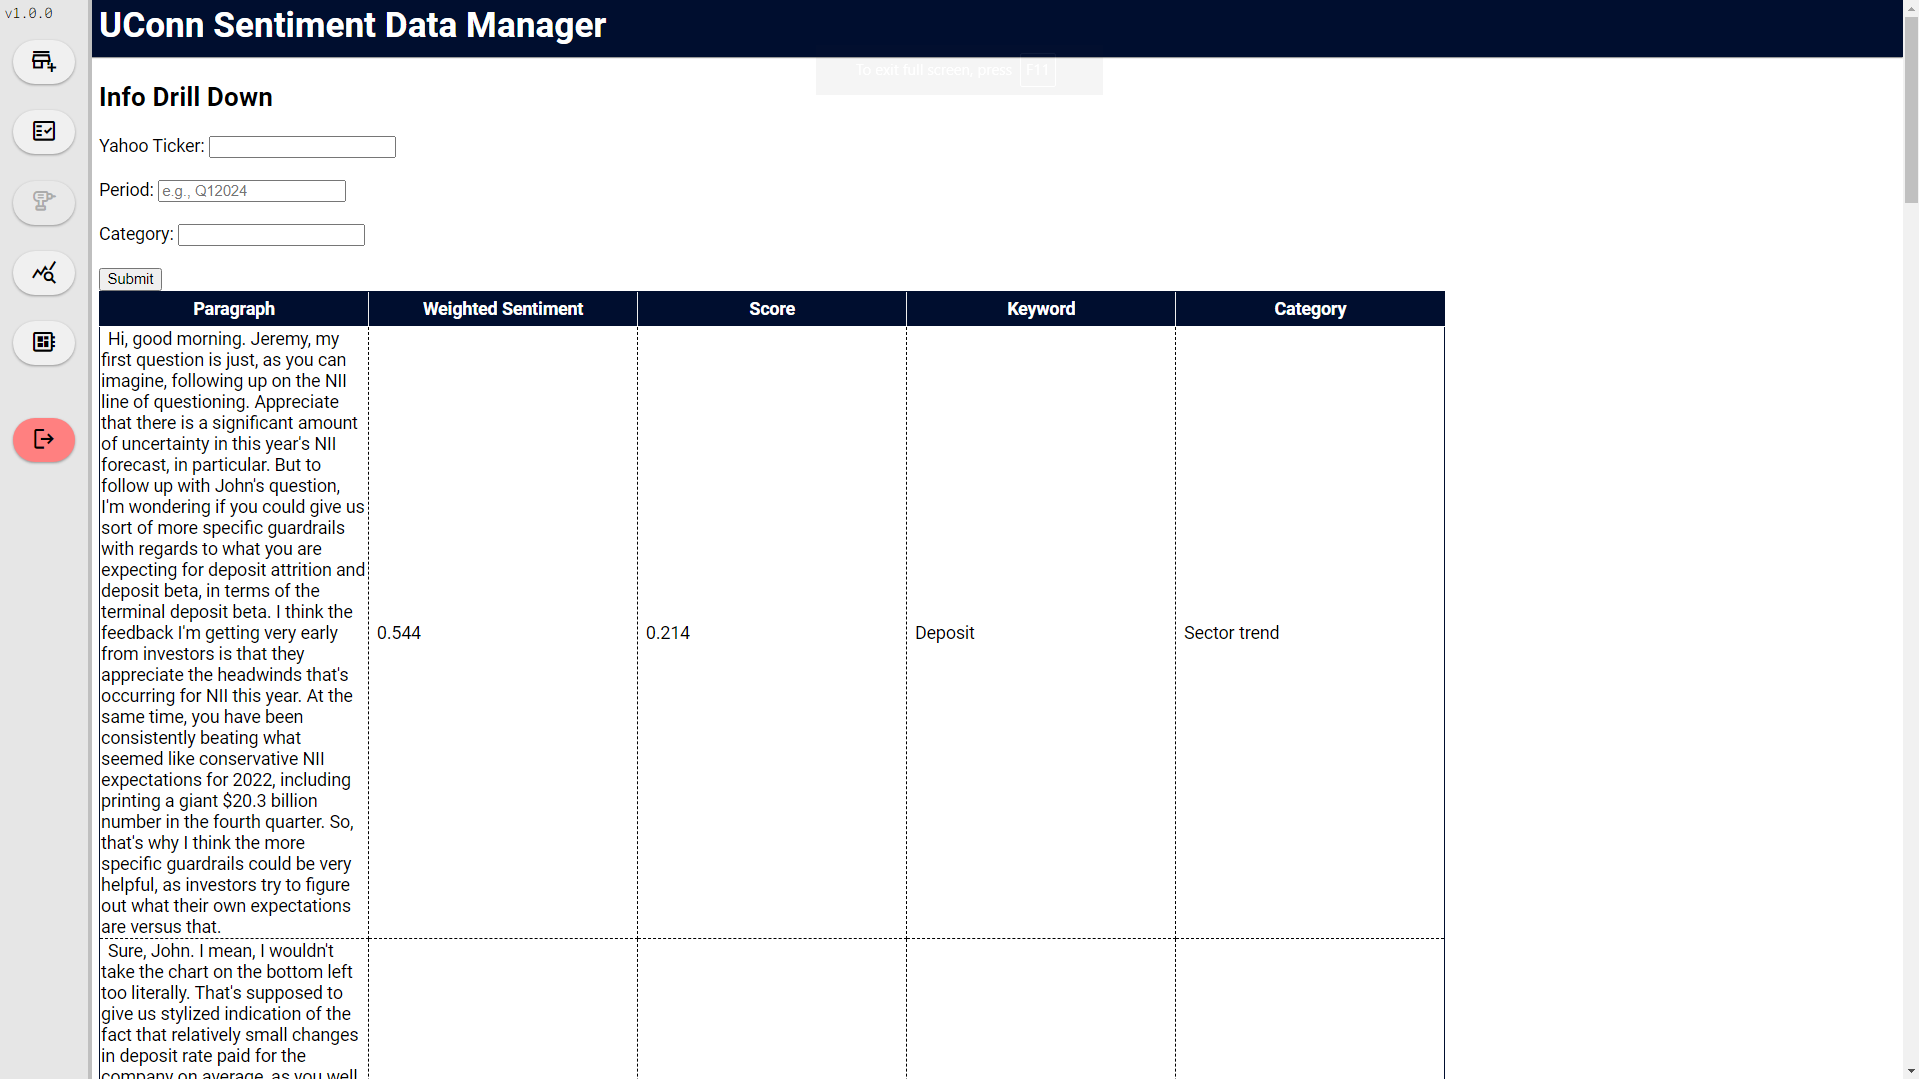 v1.0.0
UConn Sentiment Data Manager
To exit full screen, press F11
Info Drill Down
Yahoo Ticker:
Period: e.g., Q12024
Category:
Submit
Paragraph Weighted Sentiment Score Keyword Category
Hi, good morning. Jeremy, my
first question is just, as you can
imagine, following up on the NII
line of questioning. Appreciate
that there is a significant amount
of uncertainty in this year's NII
forecast, in particular. But to
follow up with John's question,
I'm wondering if you could give us
sort of more specific guardrails
with regards to what you are
expecting for deposit attrition and
deposit beta, in terms of the
terminal deposit beta. I think the
feedback I'm getting very early
from investors is that they
appreciate the headwinds that's
occurring for NII this year. At the
same time, you have been
consistently beating what
seemed like conservative NII
expectations for 2022, including
printing a giant $20.3 billion
number in the fourth quarter. So,
that's why I think the more
specific guardrails could be very
helpful, as investors try to figure
out what their own expectations
are versus that.
0.544 0.214 Deposit Sector trend
Sure, John. I mean, I wouldn't
take the chart on the bottom left
too literally. That's supposed to
give us stylized indication of the
fact that relatively small changes
in deposit rate paid for the
company on average, as you well